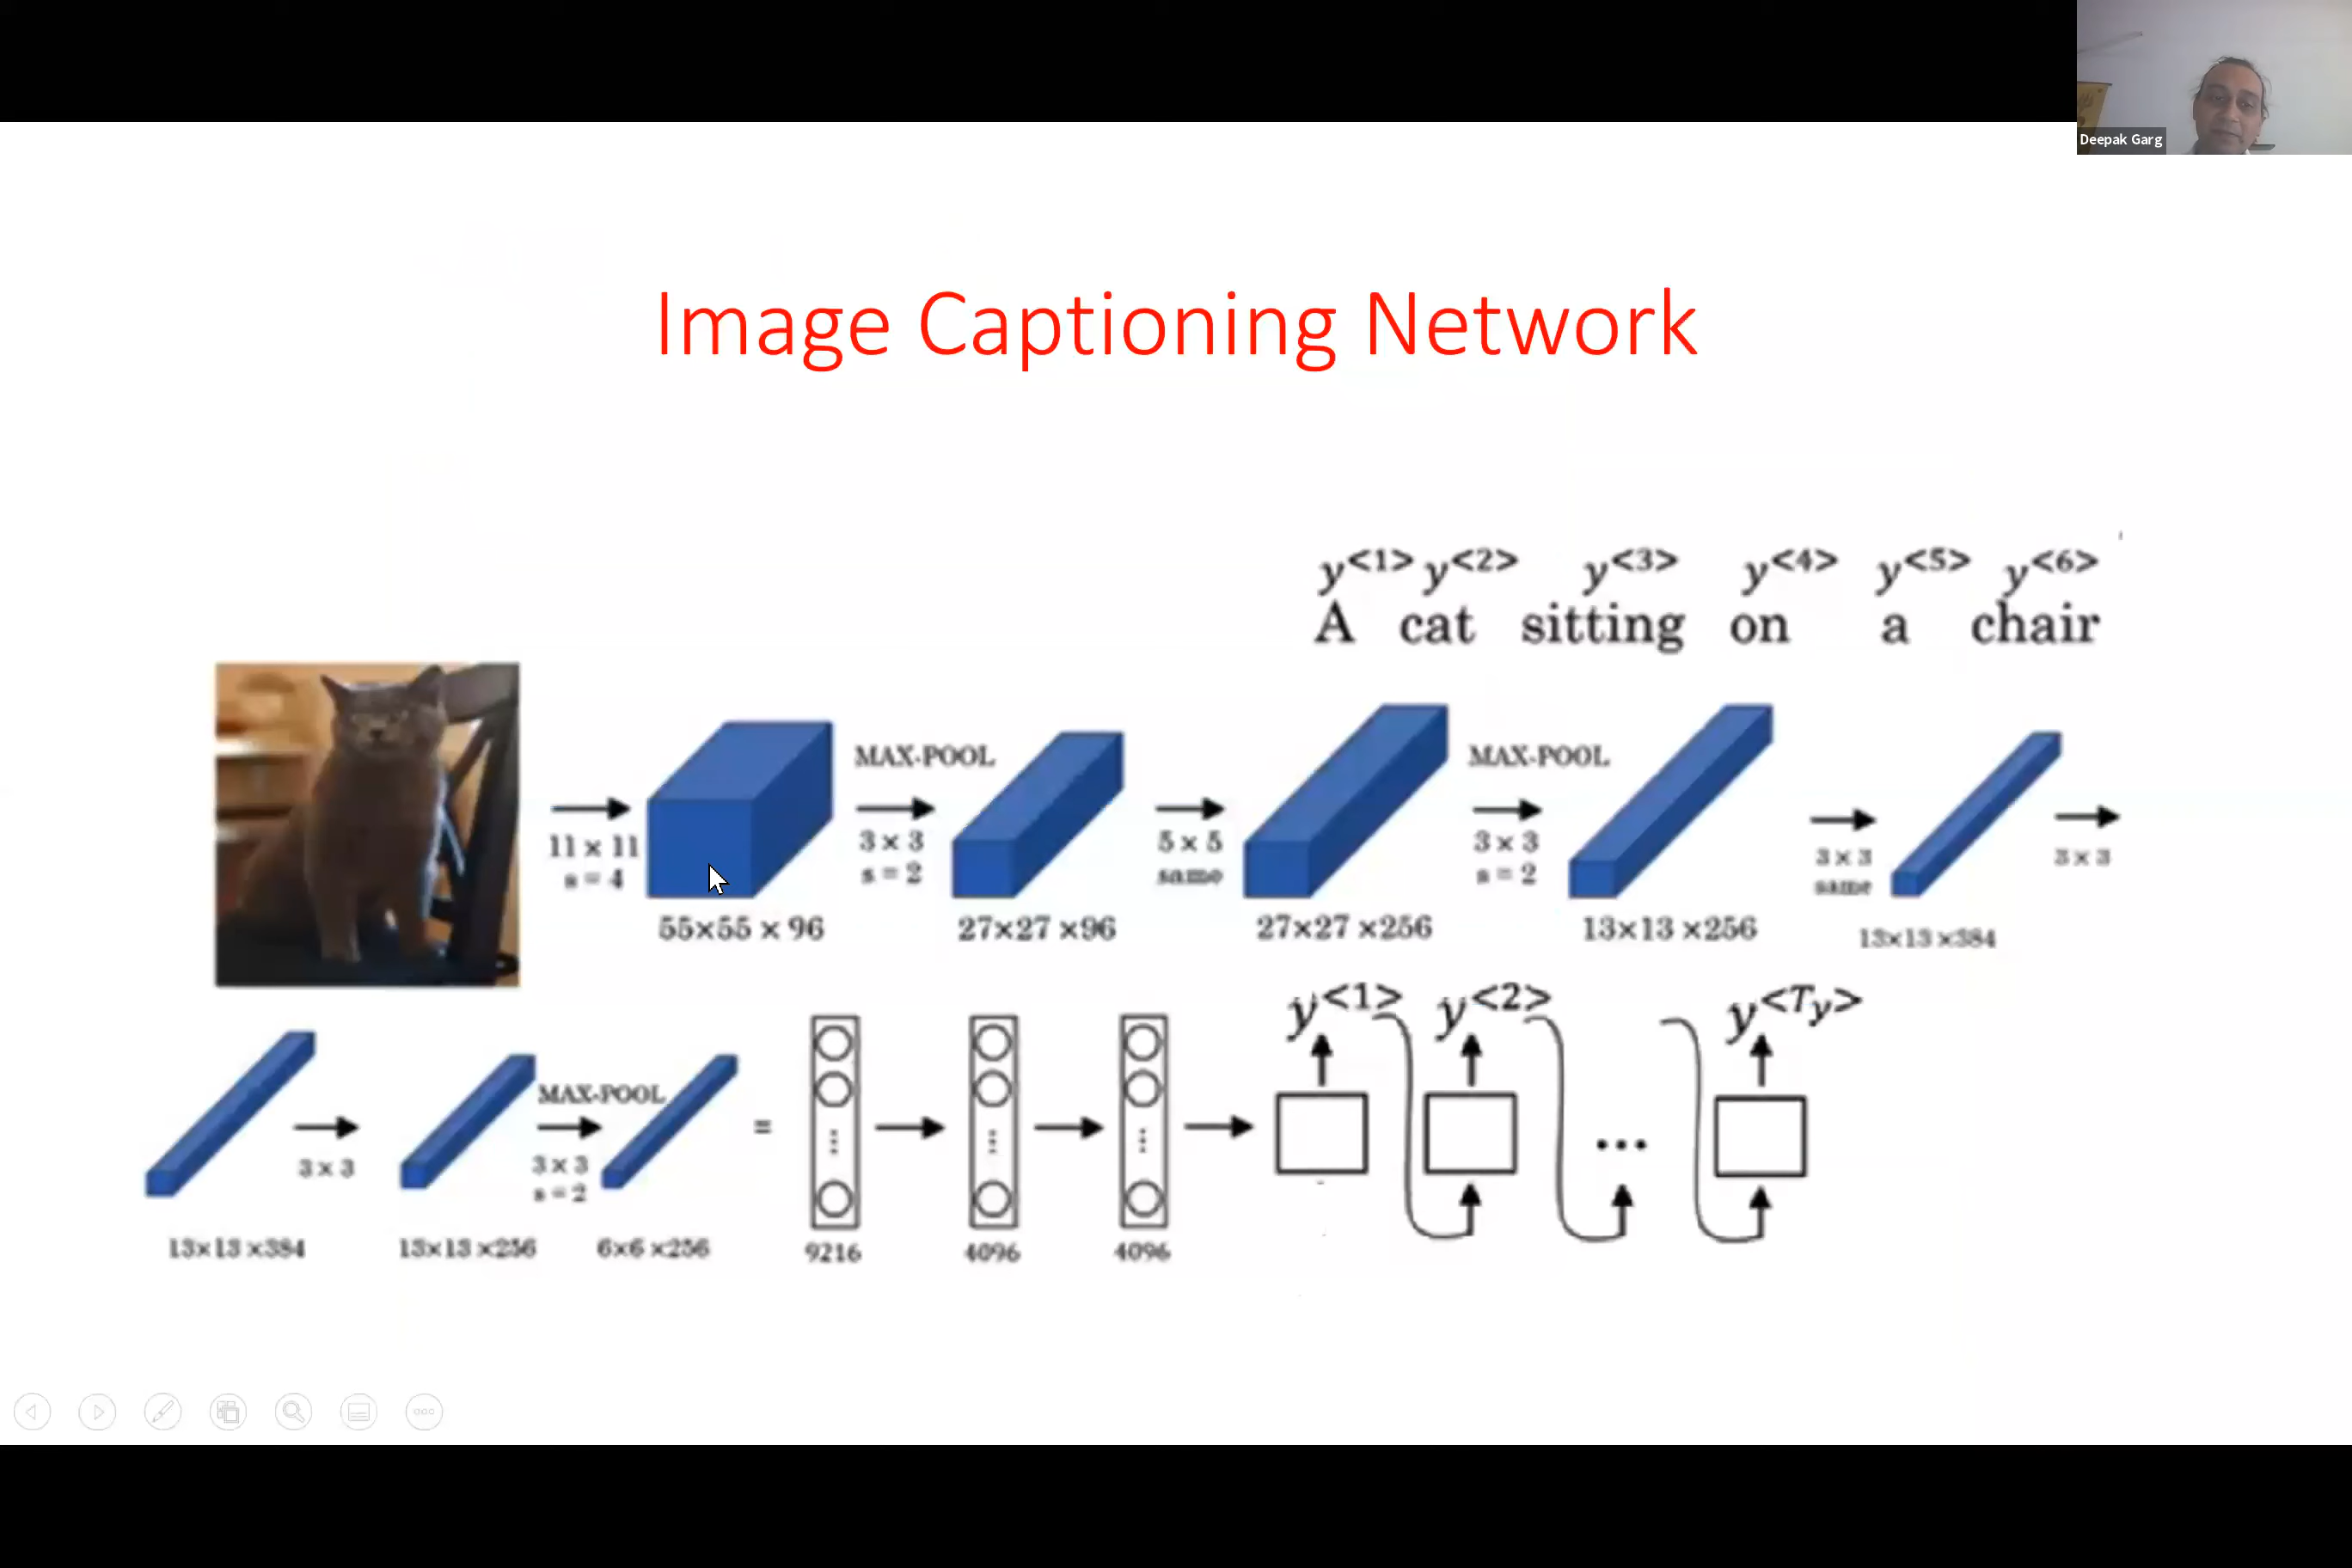 Deepak Garg
Image Captioning Network
y<1> y<2> y<3> y<4> y<5> y<6>
A cat sitting on a chair
MAX-POOL MAX-POOL
11 × 11 3 × 3 5 × 5 3 × 3 3 × 3 3 × 3
s = 4 s = 2 same s = 2 same
55×55 × 96 27×27 ×96 27×27 ×256 13×13 ×256 13×13 ×384
y<1> y<2> ... y<Ty>
MAX-POOL
3 × 3 3 × 3 =
s = 2
13×13 ×384 13×13 ×256 6×6 ×256 9216 4096 4096